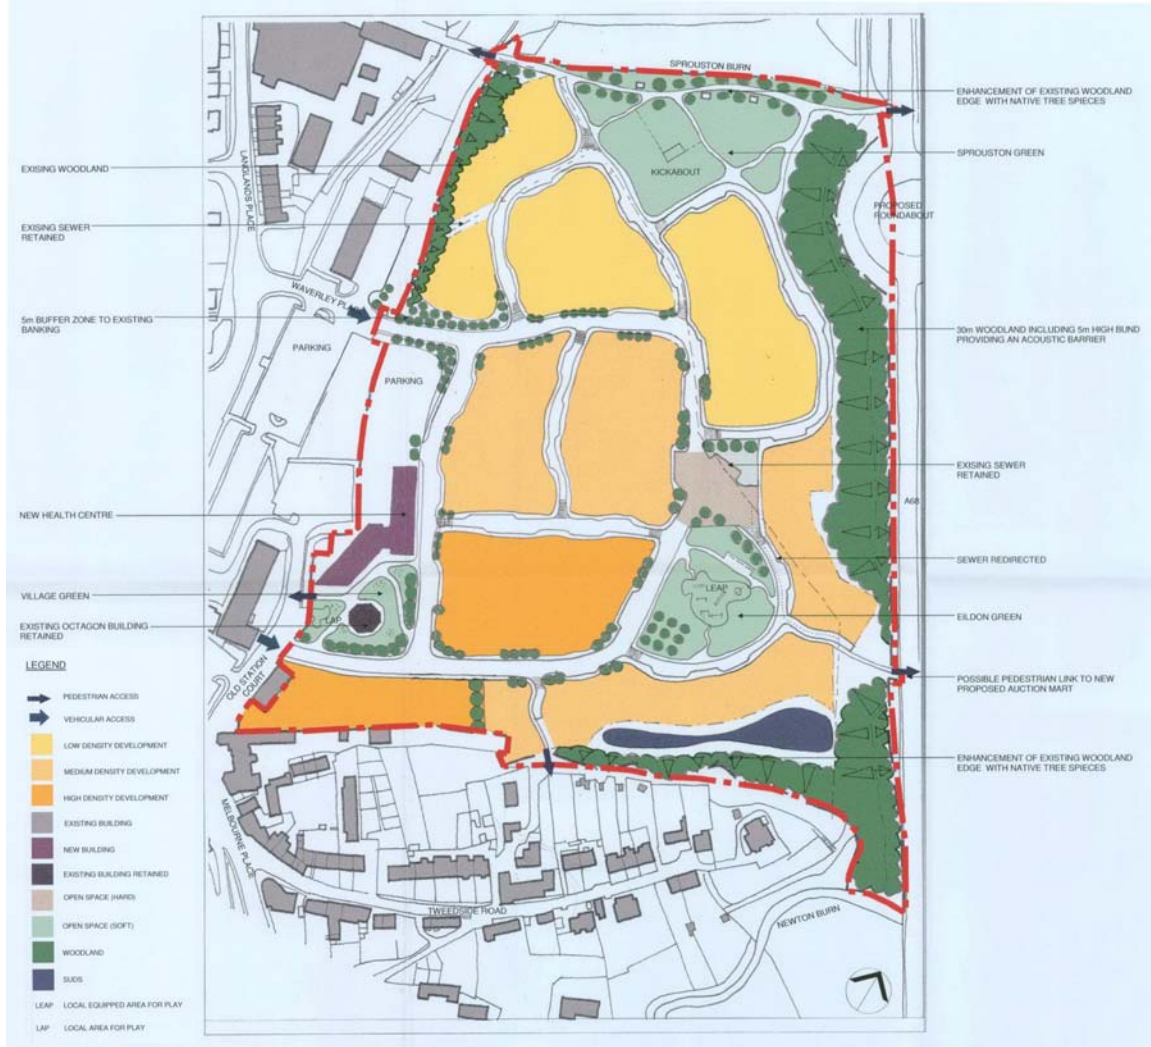 SPROUSTON BURN
ENHANCEMENT OF EXISTING WOODLAND
EDGE WITH NATIVE TREE SPIECES
SPROUSTON GREEN
KICKABOUT
EXISING WOODLAND
LANGLANDS PLACE
PROPOSED
ROUNDABOUT
EXISING SEWER
RETAINED
WAVERLEY PL
5m BUFFER ZONE TO EXISTING
BANKING
PARKING
PARKING
30m WOODLAND INCLUDING 5m HIGH BUND
PROVIDING AN ACOUSTIC BARRIER
EXISING SEWER
RETAINED
A68
NEW HEALTH CENTRE
SEWER REDIRECTED
VILLAGE GREEN
LEAP
LAP
EILDON GREEN
EXISTING OCTAGON BUILDING
RETAINED
OLD STATION
COURT
POSSIBLE PEDESTRIAN LINK TO NEW
PROPOSED AUCTION MART
ENHANCEMENT OF EXISTING WOODLAND
EDGE WITH NATIVE TREE SPIECES
MELBOURNE PLACE
TWEEDSIDE ROAD
NEWTON BURN
LEGEND
PEDESTRIAN ACCESS
VEHICULAR ACCESS
LOW DENSITY DEVELOPMENT
MEDIUM DENSITY DEVELOPMENT
HIGH DENSITY DEVELOPMENT
EXISTING BUILDING
NEW BUILDING
EXISTING BUILDING RETAINED
OPEN SPACE (HARD)
OPEN SPACE (SOFT)
WOODLAND
SUDS
LEAP LOCAL EQUIPPED AREA FOR PLAY
LAP LOCAL AREA FOR PLAY